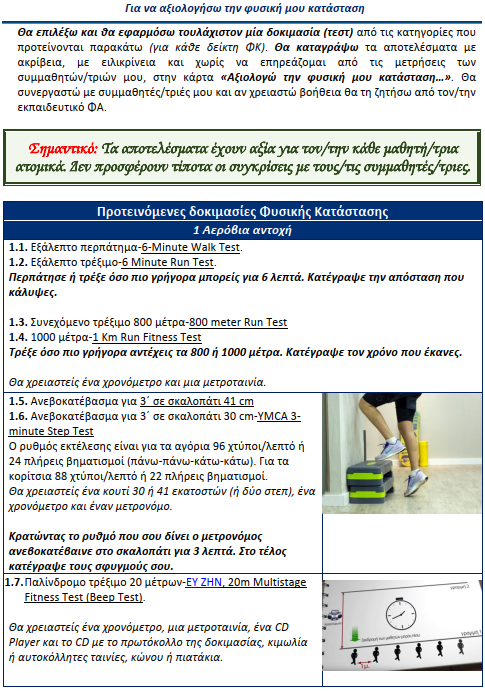 Για να αξιολογήσω την φυσική μου κατάσταση
Θα επιλέξω και θα εφαρμόσω τουλάχιστον μία δοκιμασία (τεστ) από τις κατηγορίες που
προτείνονται παρακάτω (για κάθε δείκτη ΦΚ). Θα καταγράψω τα αποτελέσματα με
ακρίβεια, με ειλικρίνεια και χωρίς να επηρεάζομαι από τις μετρήσεις των
συμμαθητών/τριών μου, στην κάρτα «Αξιολογώ την φυσική μου κατάσταση…». Θα
συνεργαστώ με συμμαθητές/τριές μου και αν χρειαστώ βοήθεια θα τη ζητήσω από τον/την
εκπαιδευτικό ΦΑ.
Σημαντικό: Τα αποτελέσματα έχουν αξία για τον/την κάθε μαθητή/τρια
ατομικά. Δεν προσφέρουν τίποτα οι συγκρίσεις με τους/τις συμμαθητές/τριες.
Προτεινόμενες δοκιμασίες Φυσικής Κατάστασης
1 Αερόβια αντοχή
1.1. Εξάλεπτο περπάτημα-6-Minute Walk Test.
1.2. Εξάλεπτο τρέξιμο-6 Minute Run Test.
Περπάτησε ή τρέξε όσο πιο γρήγορα μπορείς για 6 λεπτά. Κατέγραψε την απόσταση που
κάλυψες.
1.3. Συνεχόμενο τρέξιμο 800 μέτρα-800 meter Run Test
1.4. 1000 μέτρα-1 Km Run Fitness Test
Τρέξε όσο πιο γρήγορα αντέχεις τα 800 ή 1000 μέτρα. Κατέγραψε τον χρόνο που έκανες.
Θα χρειαστείς ένα χρονόμετρο και μια μετροταινία.
1.5. Ανεβοκατέβασμα για 3΄ σε σκαλοπάτι 41 cm
1.6. Ανεβοκατέβασμα για 3΄ σε σκαλοπάτι 30 cm-YMCA 3-
minute Step Test
Ο ρυθμός εκτέλεσης είναι για τα αγόρια 96 χτύποι/λεπτό ή
24 πλήρεις βηματισμοί (πάνω-πάνω-κάτω-κάτω). Για τα
κορίτσια 88 χτύποι/λεπτό ή 22 πλήρεις βηματισμοί.
Θα χρειαστείς ένα κουτί 30 ή 41 εκατοστών (ή δύο στεπ), ένα
χρονόμετρο και έναν μετρονόμο.
Κρατώντας το ρυθμό που σου δίνει ο μετρονόμος
ανεβοκατέβαινε στο σκαλοπάτι για 3 λεπτά. Στο τέλος
κατέγραψε τους σφυγμούς σου.
1.7. Παλίνδρομο τρέξιμο 20 μέτρων-ΕΥ ΖΗΝ, 20m Multistage
Fitness Test (Beep Test).
Θα χρειαστείς ένα χρονόμετρο, μια μετροταινία, ένα CD
Player και το CD με το πρωτόκολλο της δοκιμασίας, κιμωλία
ή αυτοκόλλητες ταινίες, κώνου ή πιατάκια.
1μ